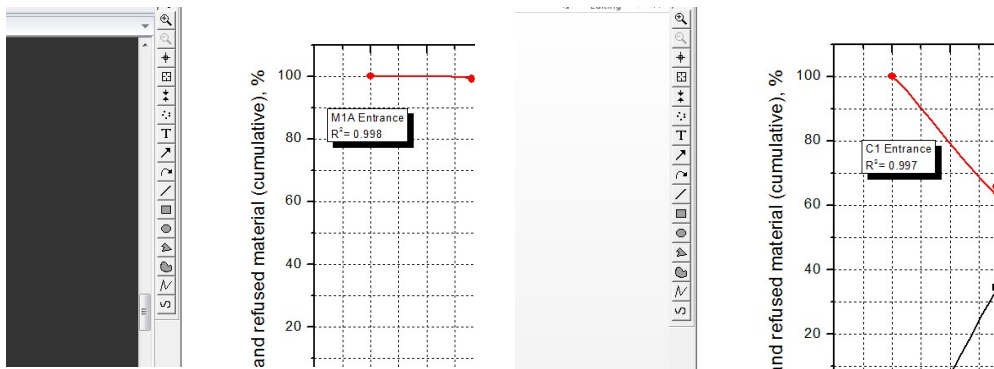 100
80
60
40
20
and refused material (cumulative), %
M1A Entrance
R²= 0.998
T
Editing
T
100
80
60
40
20
and refused material (cumulative), %
C1 Entrance
R²= 0.997